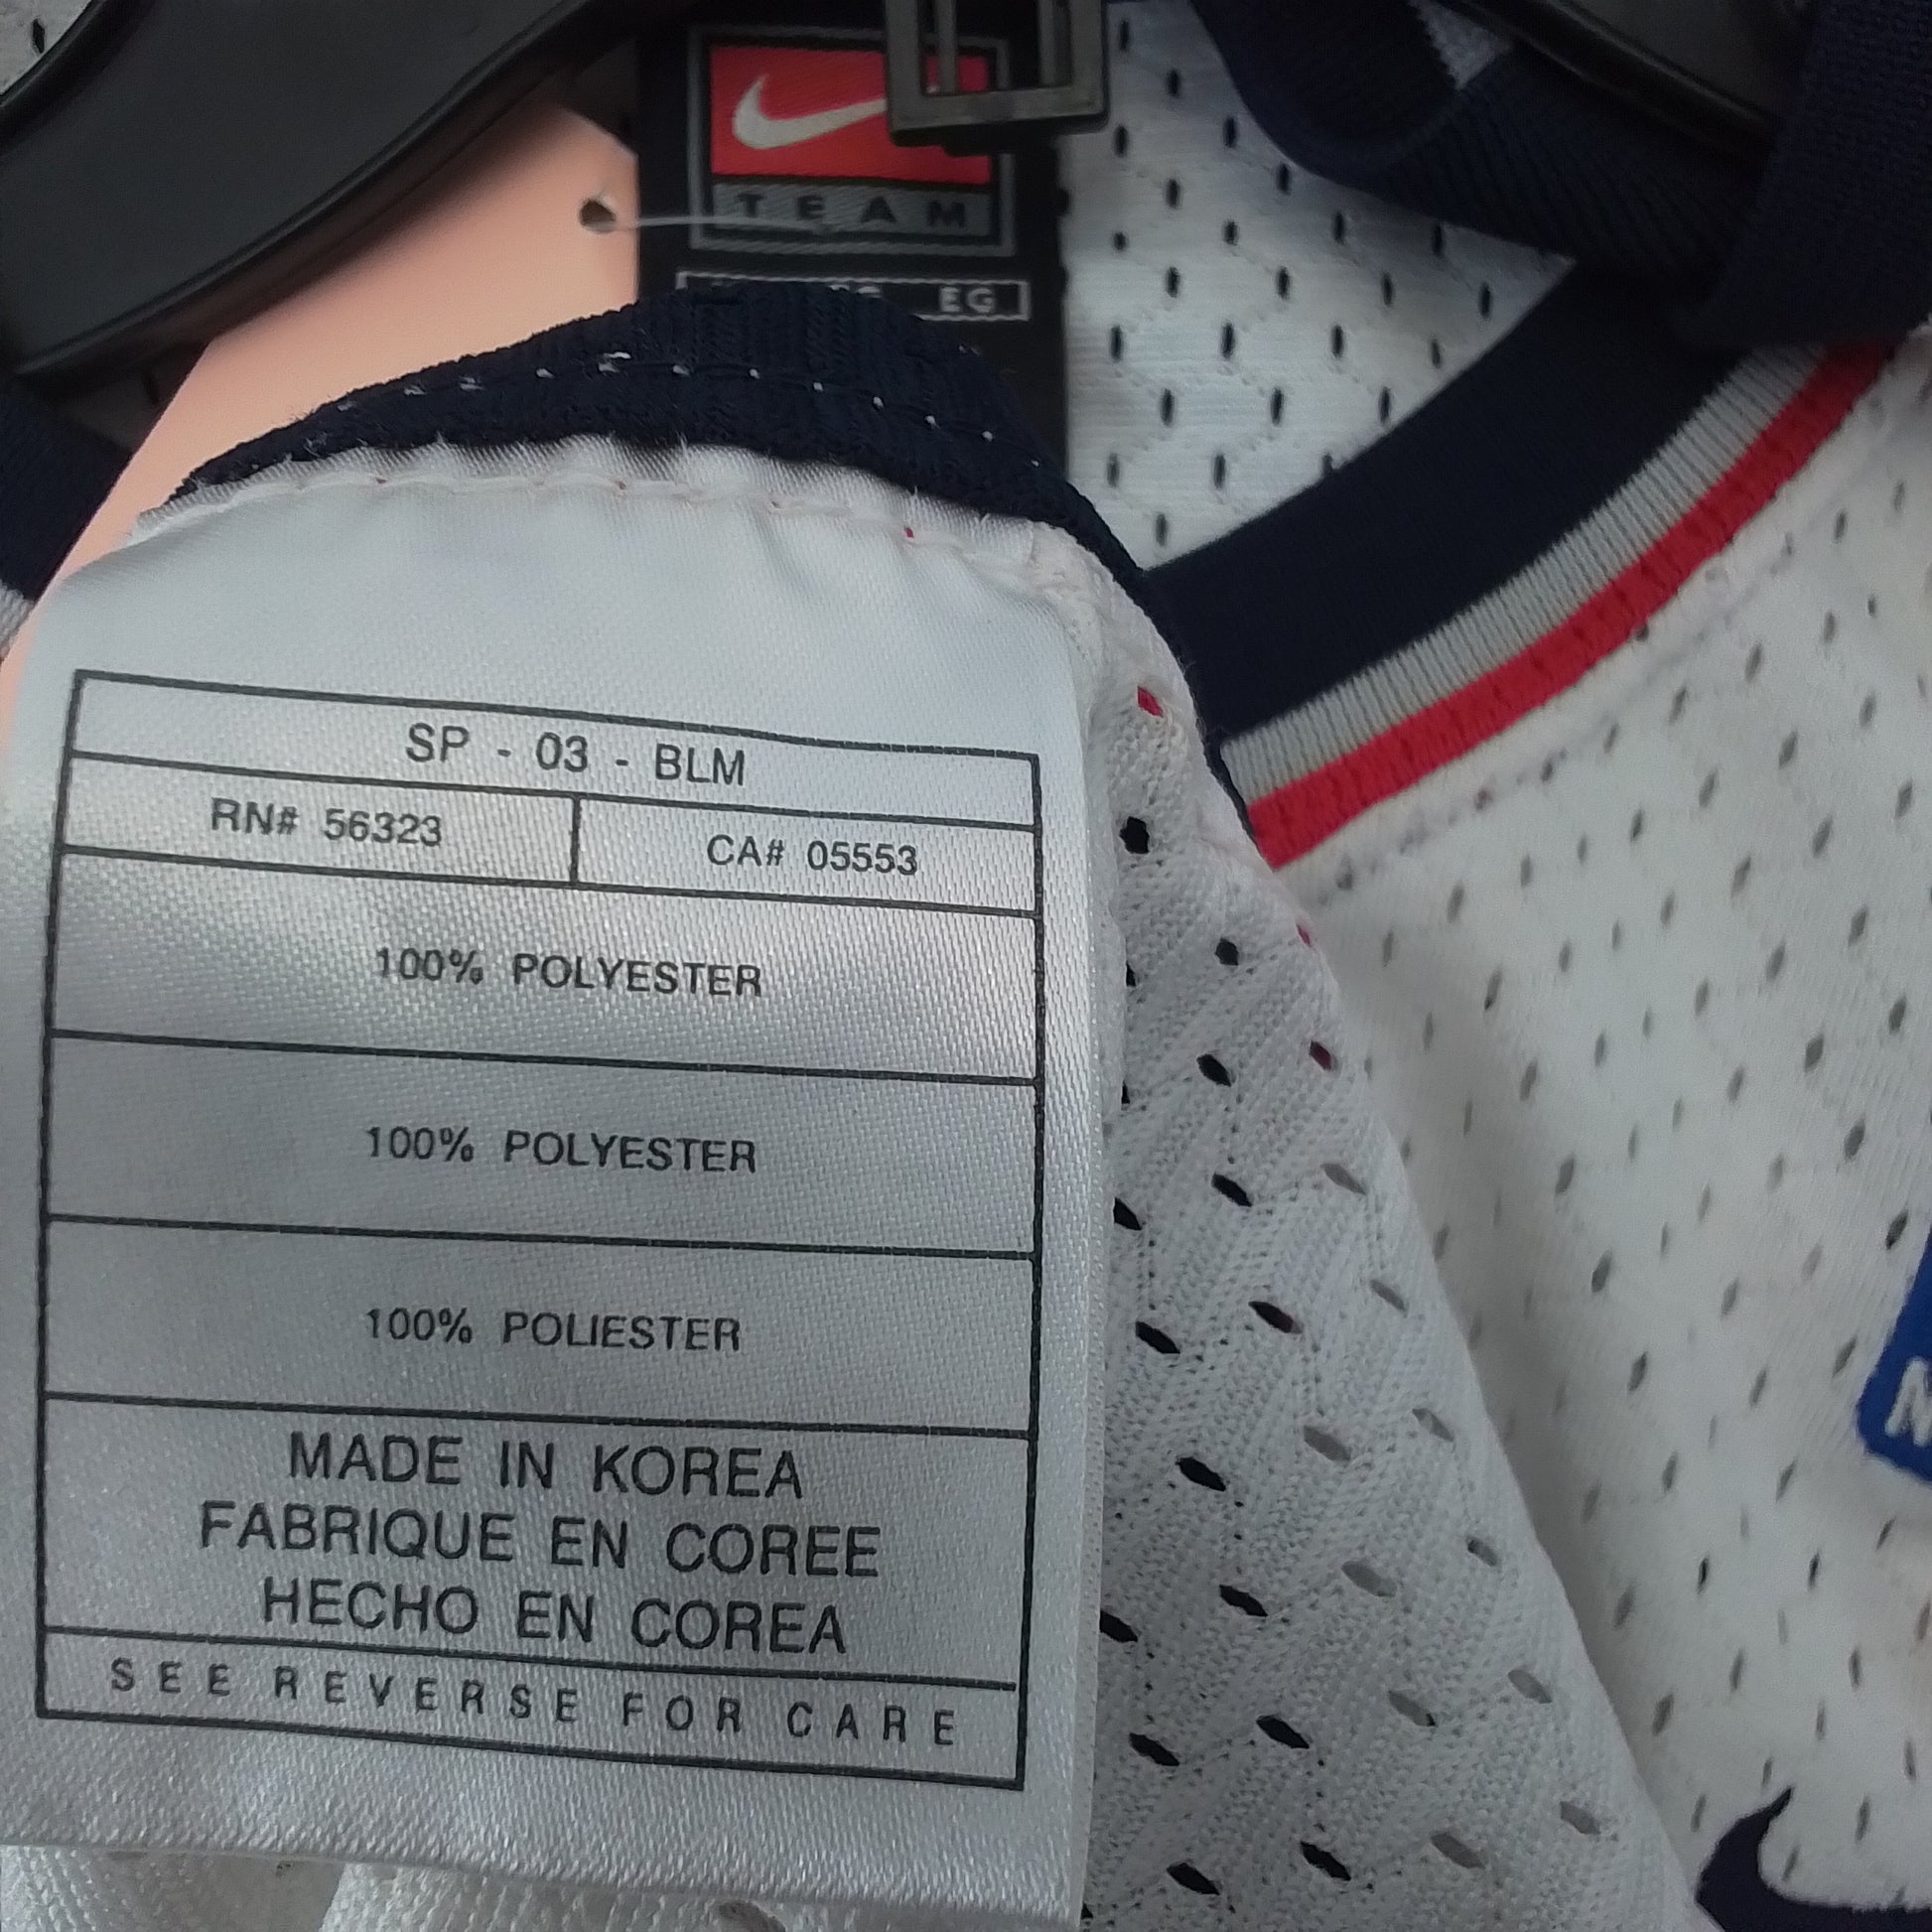 TEAM
EG
SP - 03 - BLM
RN# 56323
CA# 05553
100% POLYESTER
100% POLYESTER
100% POLIESTER
MADE IN KOREA
FABRIQUE EN COREE
HECHO EN COREA
SEE REVERSE FOR CARE